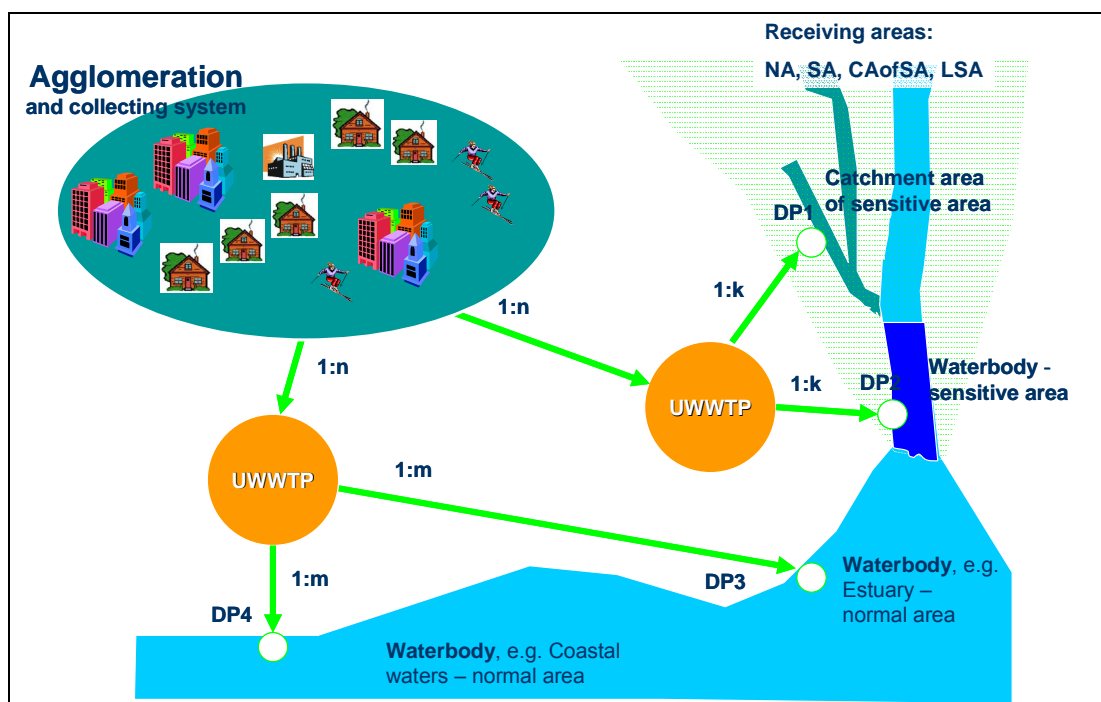 Receiving areas:
NA, SA, CAofSA, LSA
Agglomeration
and collecting system
Catchment area
of sensitive area
DP1
1:n
1:k
1:n
1:k
DP2
Waterbody -
sensitive area
UWWTP
UWWTP
1:m
1:m
DP3
Waterbody, e.g.
Estuary –
normal area
DP4
Waterbody, e.g. Coastal
waters – normal area